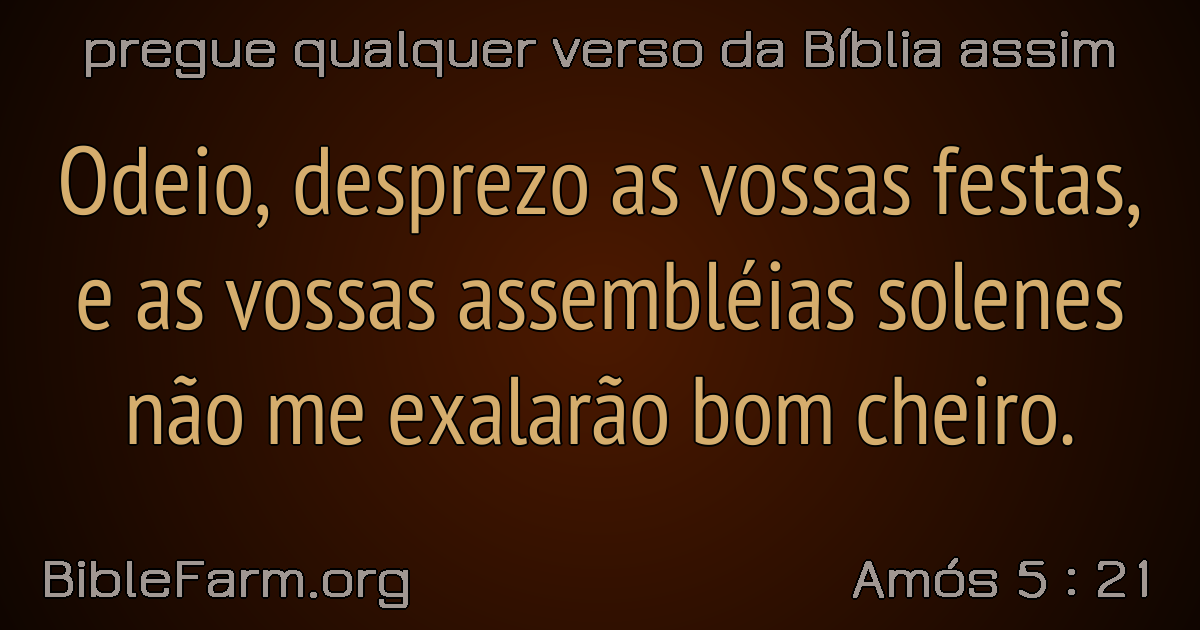 pregue qualquer verso da Bíblia assim
Odeio, desprezo as vossas festas,
e as vossas assembléias solenes
não me exalarão bom cheiro.
BibleFarm.org
Amós 5 : 21